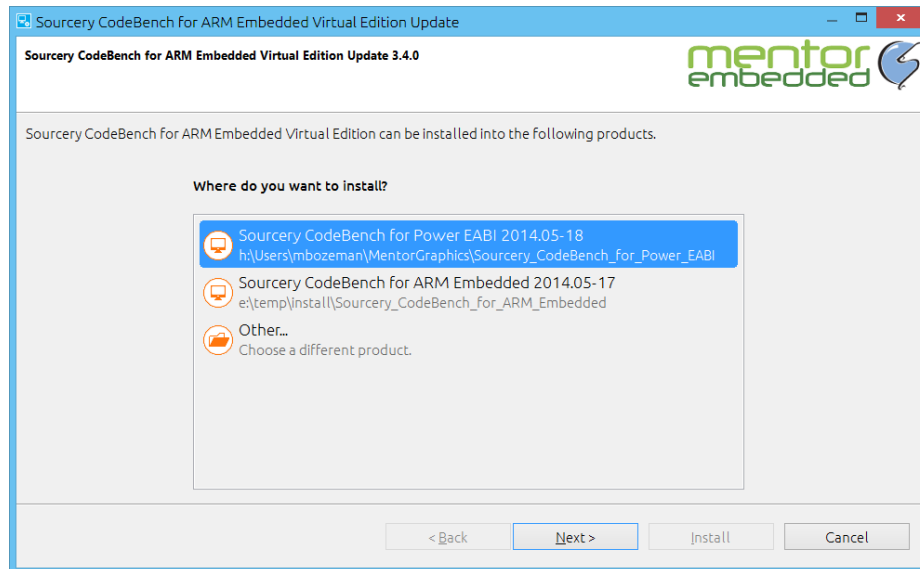 Sourcery CodeBench for ARM Embedded Virtual Edition Update
Sourcery CodeBench for ARM Embedded Virtual Edition Update 3.4.0
mentor
embedded
Sourcery CodeBench for ARM Embedded Virtual Edition can be installed into the following products.
Where do you want to install?
Sourcery CodeBench for Power EABI 2014.05-18
h:\Users\mbozeman\MentorGraphics\Sourcery_CodeBench_for_Power_EABI
Sourcery CodeBench for ARM Embedded 2014.05-17
e:\temp\install\Sourcery_CodeBench_for_ARM_Embedded
Other...
Choose a different product.
< Back Next > Install Cancel